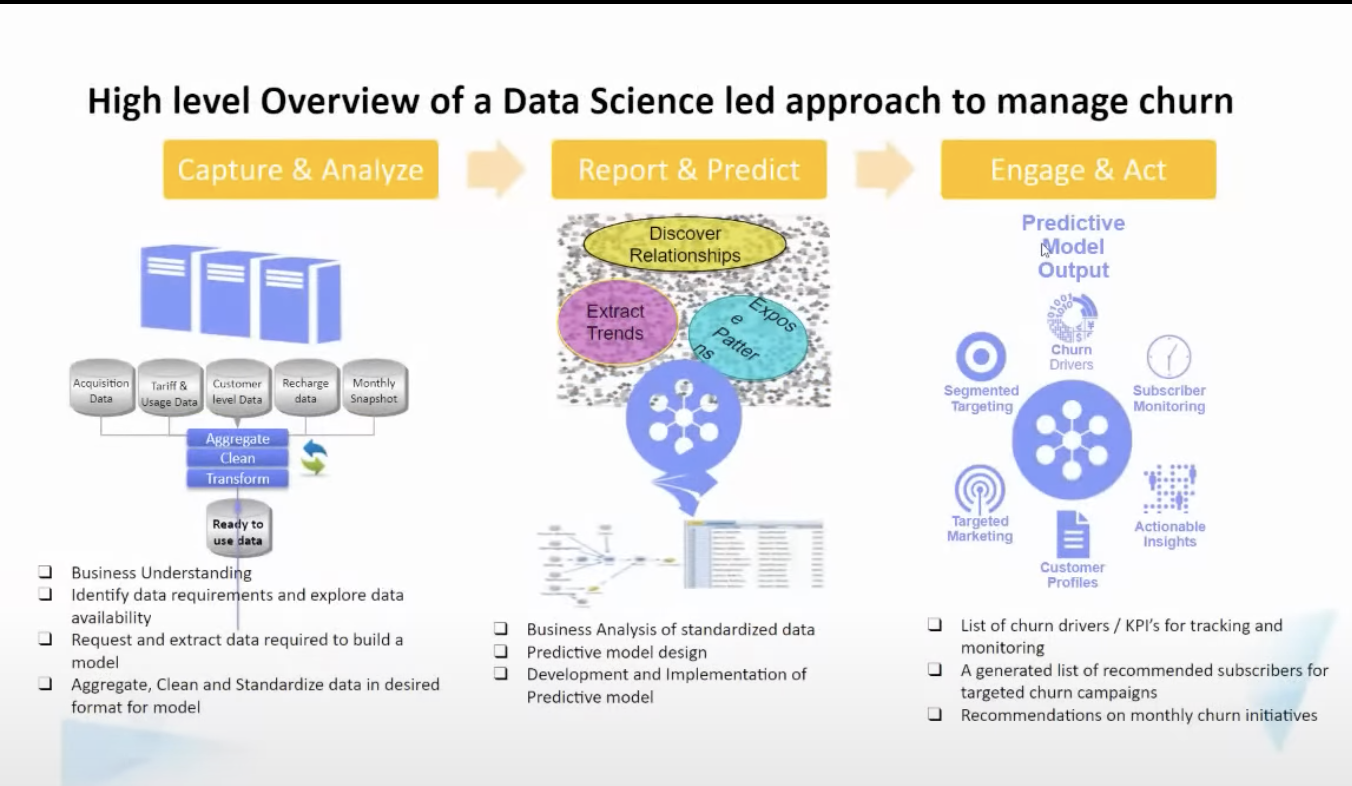 High level Overview of a Data Science led approach to manage churn
Capture & Analyze
Report & Predict
Engage & Act
Acquisition
Data
Tariff &
Usage Data
Customer
level Data
Recharge
data
Monthly
Snapshot
Aggregate
Clean
Transform
Ready to
use data
Business Understanding
Identify data requirements and explore data
availability
Request and extract data required to build a
model
Aggregate, Clean and Standardize data in desired
format for model
Discover
Relationships
Extract
Trends
Expos
e
Patter
ns
Business Analysis of standardized data
Predictive model design
Development and Implementation of
Predictive model
Predictive
Model
Output
Churn
Drivers
Segmented
Targeting
Subscriber
Monitoring
Targeted
Marketing
Actionable
Insights
Customer
Profiles
List of churn drivers / KPI's for tracking and
monitoring
A generated list of recommended subscribers for
targeted churn campaigns
Recommendations on monthly churn initiatives